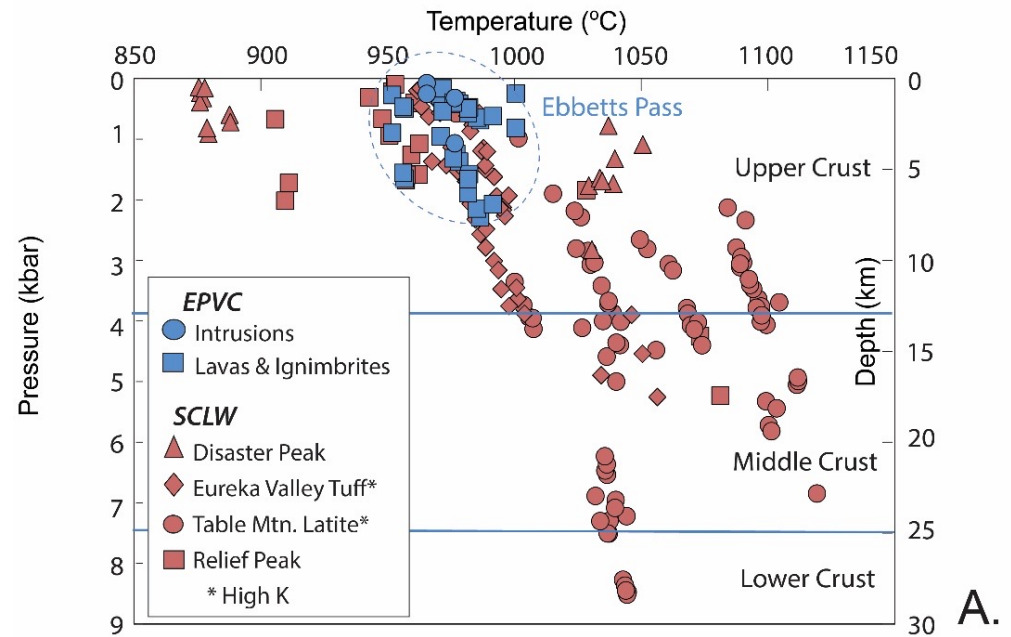 Temperature (ºC)
850 900 950 1000 1050 1100 1150
0 0
Ebbetts Pass
1
Upper Crust
5
2
3 10
Pressure (kbar)
Depth (km)
EPVC
4
Intrusions
15
Lavas & Ignimbrites
5
SCLW
6 20
Disaster Peak
Middle Crust
Eureka Valley Tuff*
7
Table Mtn. Latite*
25
Relief Peak
8
Lower Crust
* High K
9 30
A.